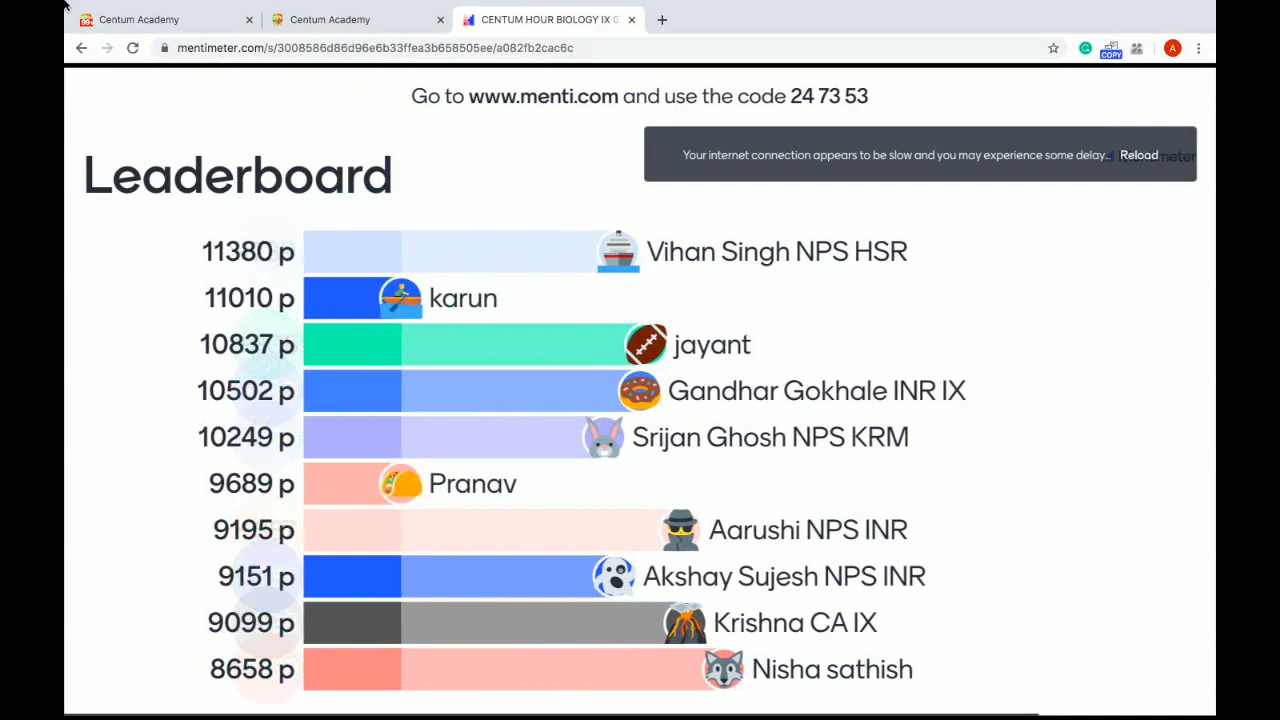 Centum Academy
Centum Academy
CENTUM HOUR BIOLOGY IX G
mentimeter.com/s/3008586d86d96e6b33ffea3b658505ee/a082fb2cac6c
COPY
A
Go to www.menti.com and use the code 24 73 53
Your internet connection appears to be slow and you may experience some delay... Reload
Leaderboard
11380 p Vihan Singh NPS HSR
11010 p karun
10837 p jayant
10502 p Gandhar Gokhale INR IX
10249 p Srijan Ghosh NPS KRM
9689 p Pranav
9195 p Aarushi NPS INR
9151 p Akshay Sujesh NPS INR
9099 p Krishna CA IX
8658 p Nisha sathish